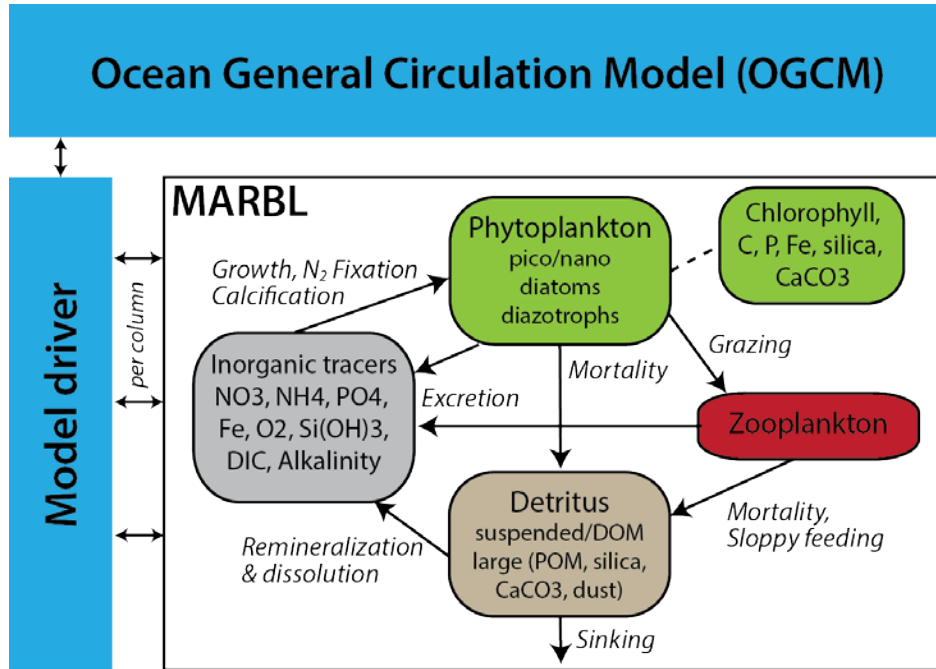 Ocean General Circulation Model (OGCM)
Model driver
per column
MARBL
Phytoplankton
pico/nano
diatoms
diazotrophs
Chlorophyll,
C, P, Fe, silica,
CaCO3
Growth, N₂ Fixation
Calcification
Inorganic tracers
NO3, NH4, PO4,
Fe, O2, Si(OH)3,
DIC, Alkalinity
Excretion
Mortality
Grazing
Zooplankton
Detritus
suspended/DOM
large (POM, silica,
CaCO3, dust)
Mortality,
Sloppy feeding
Remineralization
& dissolution
Sinking